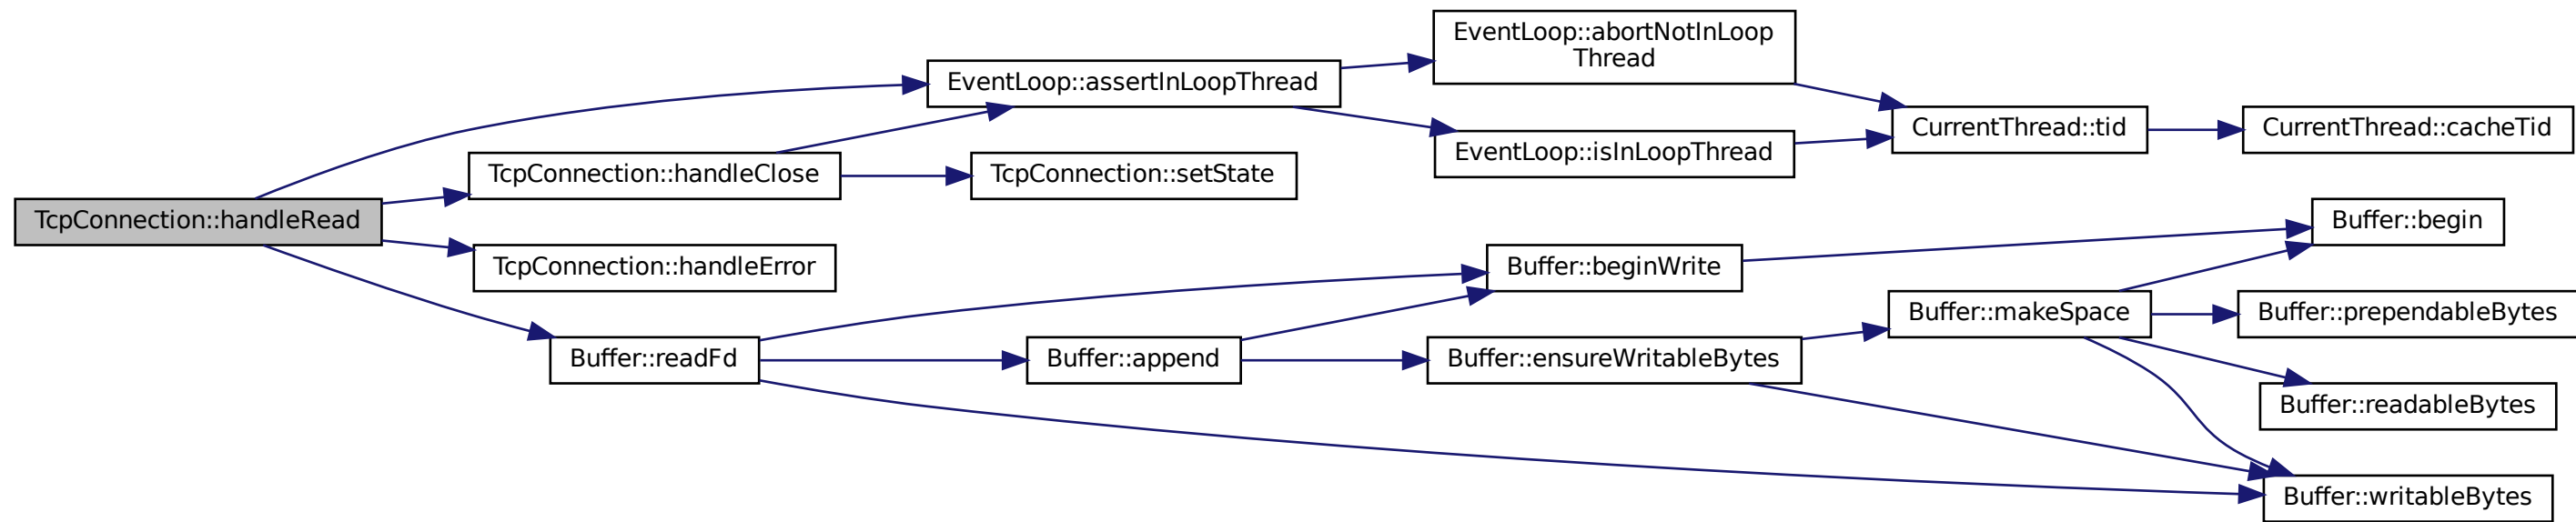 TcpConnection::handleRead
EventLoop::assertInLoopThread
TcpConnection::handleClose
TcpConnection::handleError
Buffer::readFd
TcpConnection::setState
Buffer::append
EventLoop::abortNotInLoop
Thread
EventLoop::isInLoopThread
Buffer::beginWrite
Buffer::ensureWritableBytes
CurrentThread::tid
CurrentThread::cacheTid
Buffer::makeSpace
Buffer::begin
Buffer::prependableBytes
Buffer::readableBytes
Buffer::writableBytes